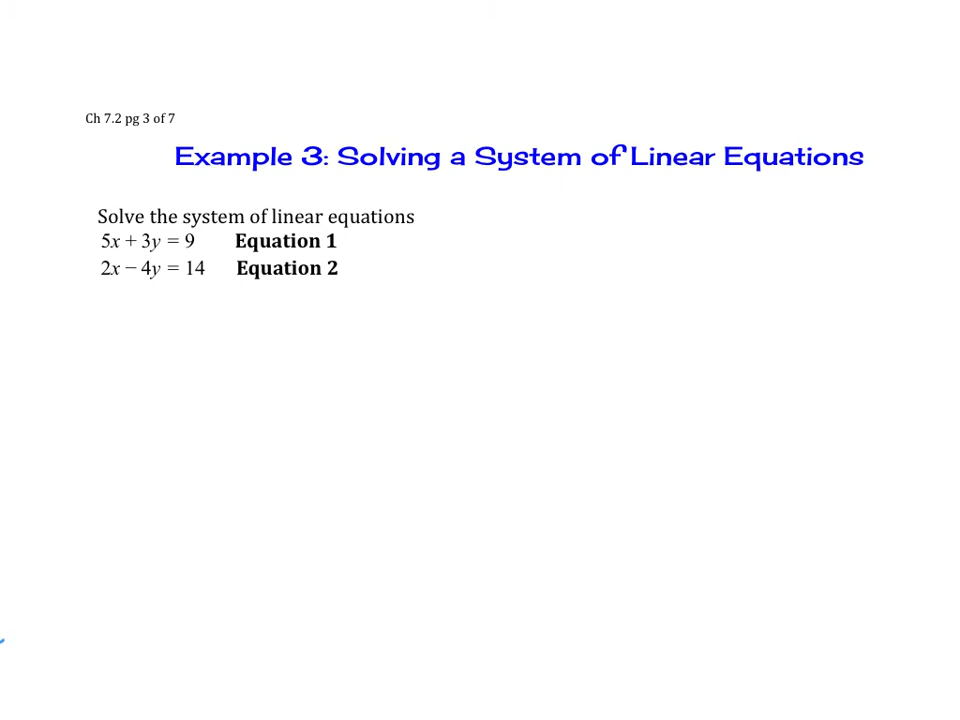 Ch 7.2 pg 3 of 7
Example 3: Solving a System of Linear Equations
Solve the system of linear equations
5x + 3y = 9 Equation 1
2x − 4y = 14 Equation 2